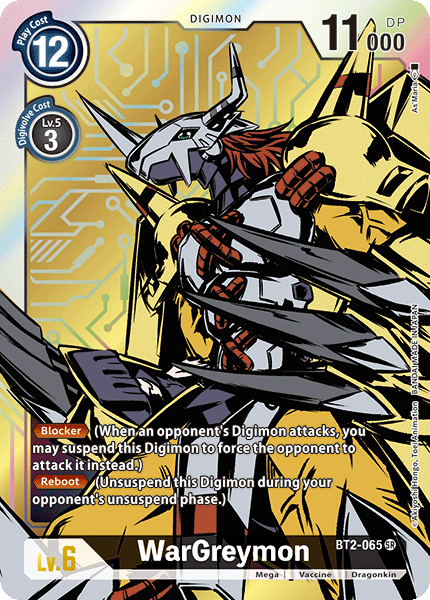 Play Cost
12
DIGIMON
11000
DP
Digivolve Cost
Lv.5
3
As'Maria
Blocker (When an opponent's Digimon attacks, you
may suspend this Digimon to force the opponent to
attack it instead.)
Reboot (Unsuspend this Digimon during your
opponent's unsuspend phase.)
©Akiyoshi Hongo, Toei Animation BANDAI MADE IN JAPAN
Lv.6
WarGreymon
BT2-065 SR
Mega Vaccine Dragonkin